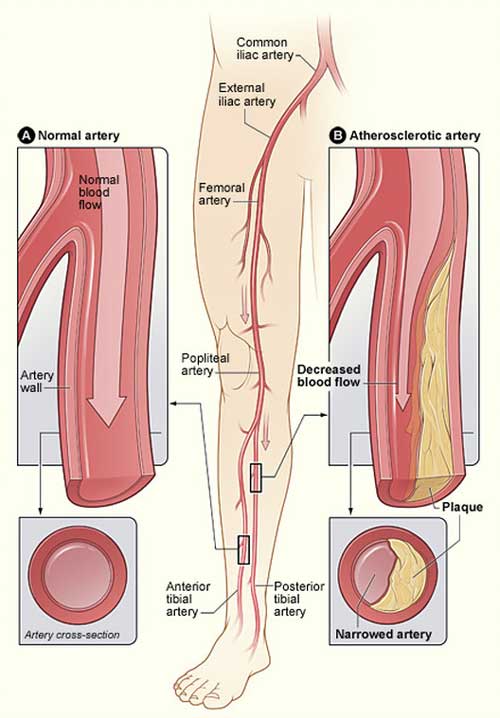 Common
iliac artery
External
iliac artery
A Normal artery
B Atherosclerotic artery
Normal
blood
flow
Femoral
artery
Popliteal
artery
Artery
wall
Decreased
blood flow
Plaque
Anterior
tibial
artery
Posterior
tibial
artery
Artery cross-section
Narrowed artery